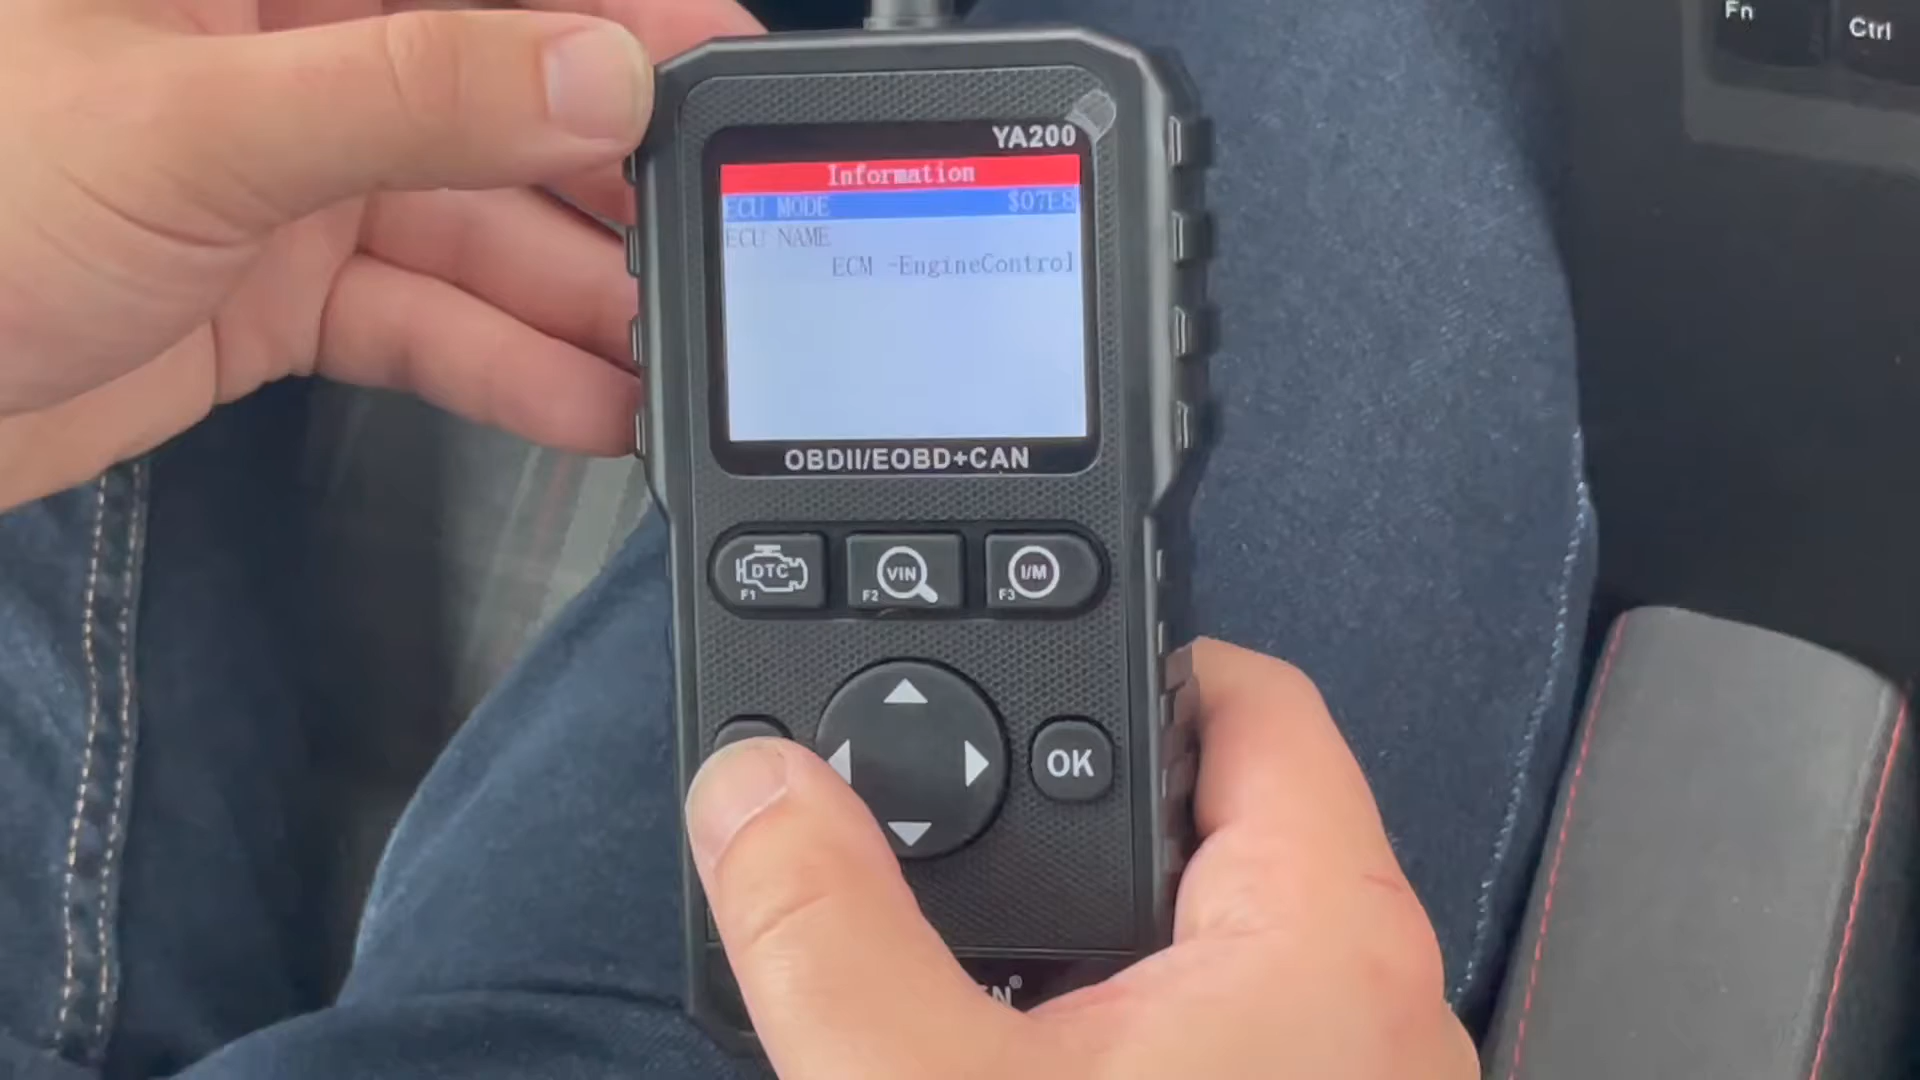 Fn
Ctrl
YA200
Information
ECU MODE $07E8
ECU NAME
ECM -EngineControl
OBDII/EOBD+CAN
DTC
F1
VIN
F2
I/M
F3
OK